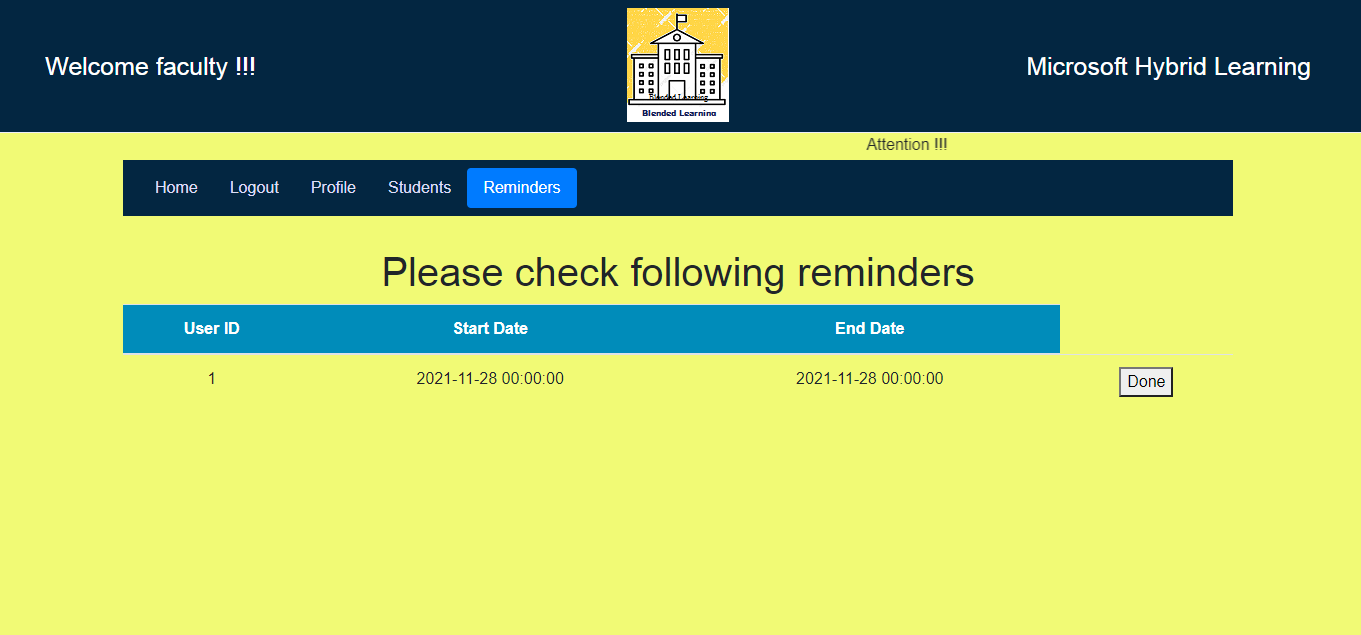 Welcome faculty !!!
Blended Learning
Blended Learning
Microsoft Hybrid Learning
Attention !!!
Home Logout Profile Students Reminders
Please check following reminders
User ID Start Date End Date
1 2021-11-28 00:00:00 2021-11-28 00:00:00 Done